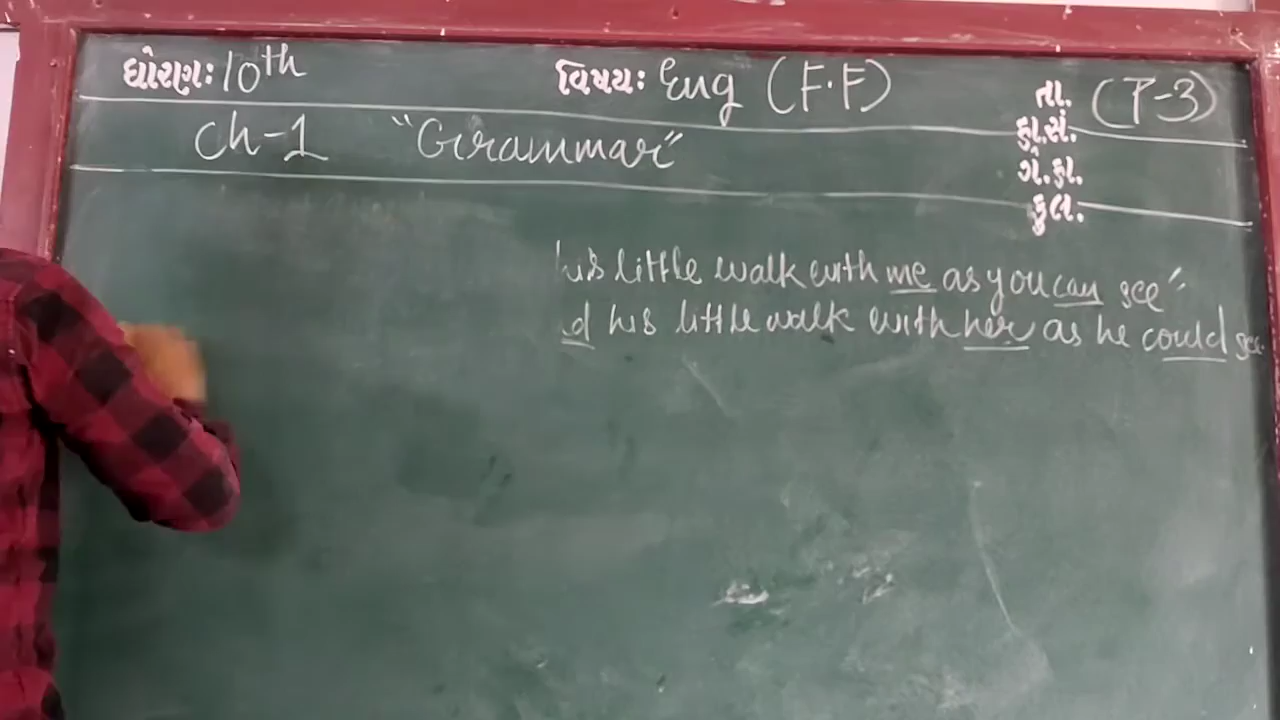 ધોરણ: 10th વિષય: Eng (F.F) તા. (P-3)
Ch-1 "Grammar" હા.સં.
ગે.હા.
કુલ.
his little walk with me as you can see"
d his little walk with her as he could see